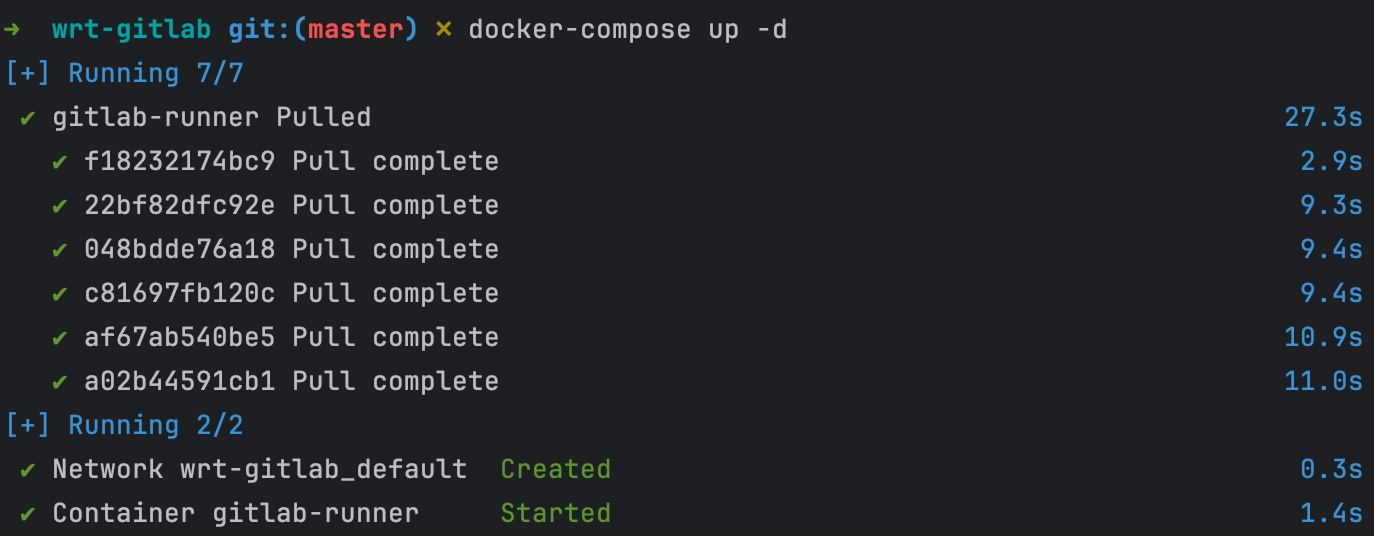 ➜ wrt-gitlab git:(master) ✗ docker-compose up -d
[+] Running 7/7
✔ gitlab-runner Pulled 27.3s
✔ f18232174bc9 Pull complete 2.9s
✔ 22bf82dfc92e Pull complete 9.3s
✔ 048bdde76a18 Pull complete 9.4s
✔ c81697fb120c Pull complete 9.4s
✔ af67ab540be5 Pull complete 10.9s
✔ a02b44591cb1 Pull complete 11.0s
[+] Running 2/2
✔ Network wrt-gitlab_default Created 0.3s
✔ Container gitlab-runner Started 1.4s